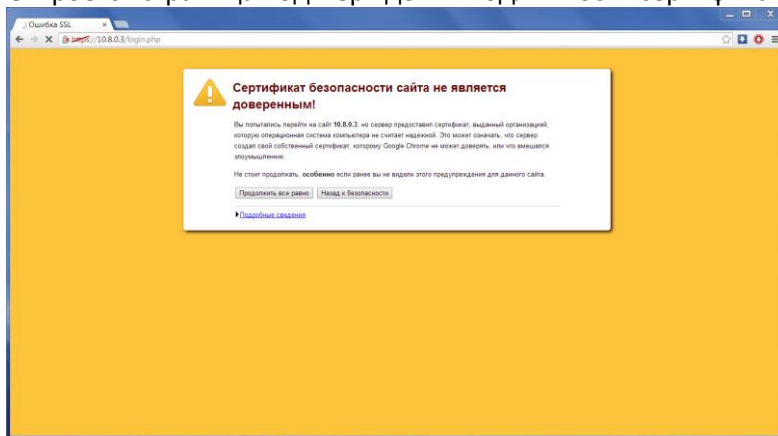 Ошибка SSL
https://10.8.0.3/login.php
Сертификат безопасности сайта не является
доверенным!
Вы попытались перейти на сайт 10.8.0.3, но сервер предоставил сертификат, выданный организацией,
которую операционная система компьютера не считает надежной. Это может означать, что сервер
создал свой собственный сертификат, которому Google Chrome не может доверять, или что вмешался
злоумышленник.
Не стоит продолжать, особенно если ранее вы не видели этого предупреждения для данного сайта.
Продолжить все равно
Назад к безопасности
Подробные сведения